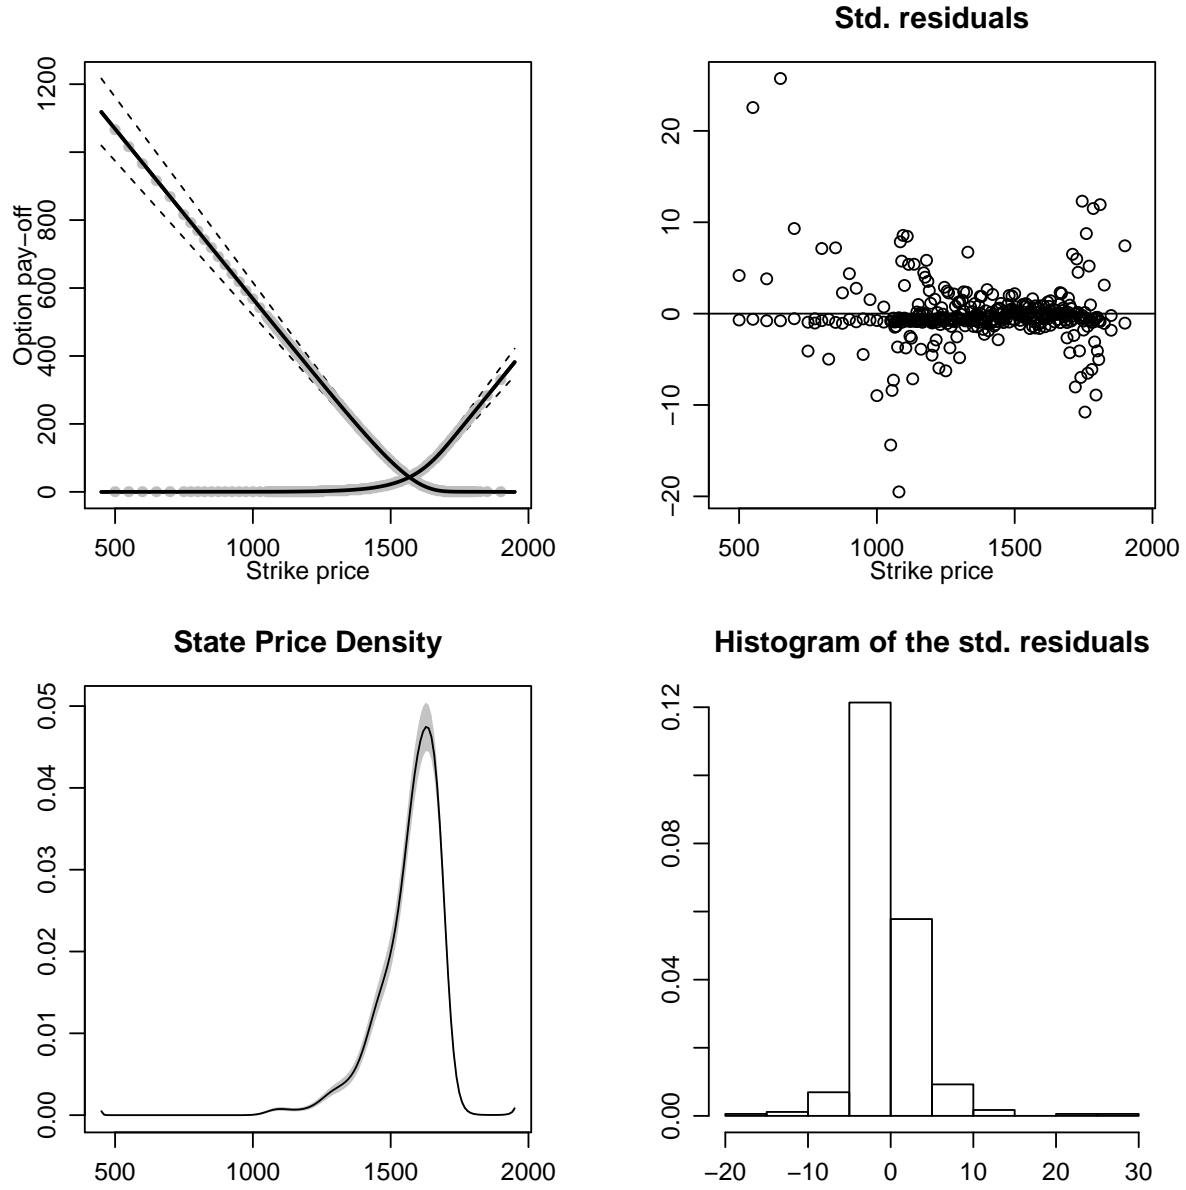 Option pay−off
0 200 400 600 800 1200
500 1000 1500 2000
Strike price
Std. residuals
−20 −10 0 10 20
500 1000 1500 2000
Strike price
State Price Density
0.00 0.01 0.02 0.03 0.04 0.05
500 1000 1500 2000
Histogram of the std. residuals
0.00 0.04 0.08 0.12
−20 −10 0 10 20 30